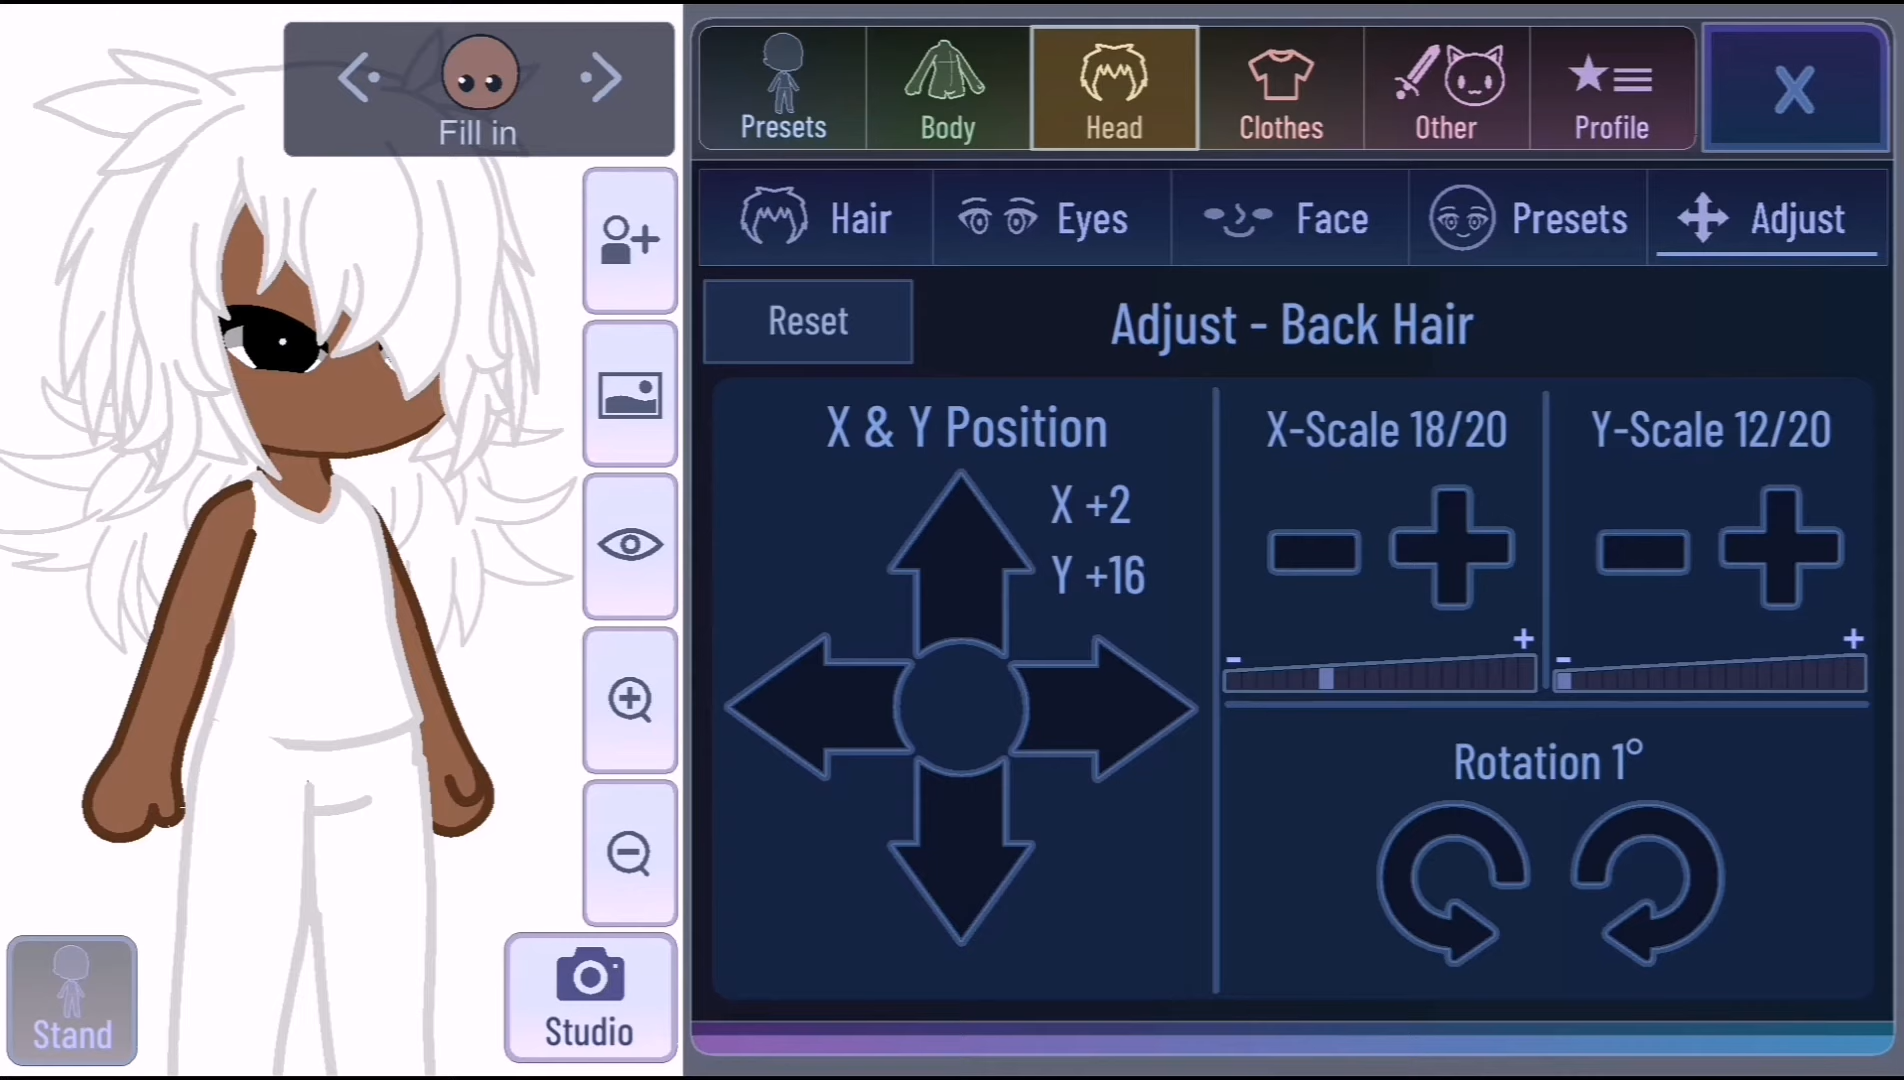 Fill in
Presets
Body
Head
Clothes
Other
Profile
X
Hair
Eyes
Face
Presets
Adjust
Reset
Adjust - Back Hair
X & Y Position
X +2
Y +16
X-Scale 18/20
Y-Scale 12/20
- +
- +
Rotation 1°
Stand
Studio